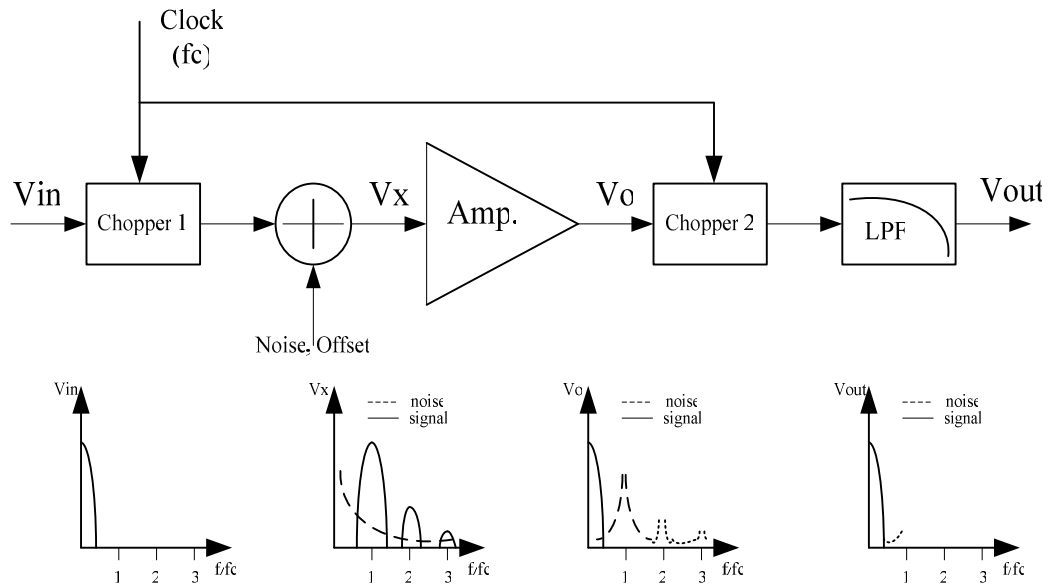 Clock
(fc)
Vin
Chopper 1
Vx
Amp.
Vo
Chopper 2
LPF
Vout
Noise, Offset
Vin
1 2 3 f/fc
Vx
noise
signal
1 2 3 f/fc
Vo
noise
signal
1 2 3 f/fc
Vout
noise
signal
1 2 3 f/fc